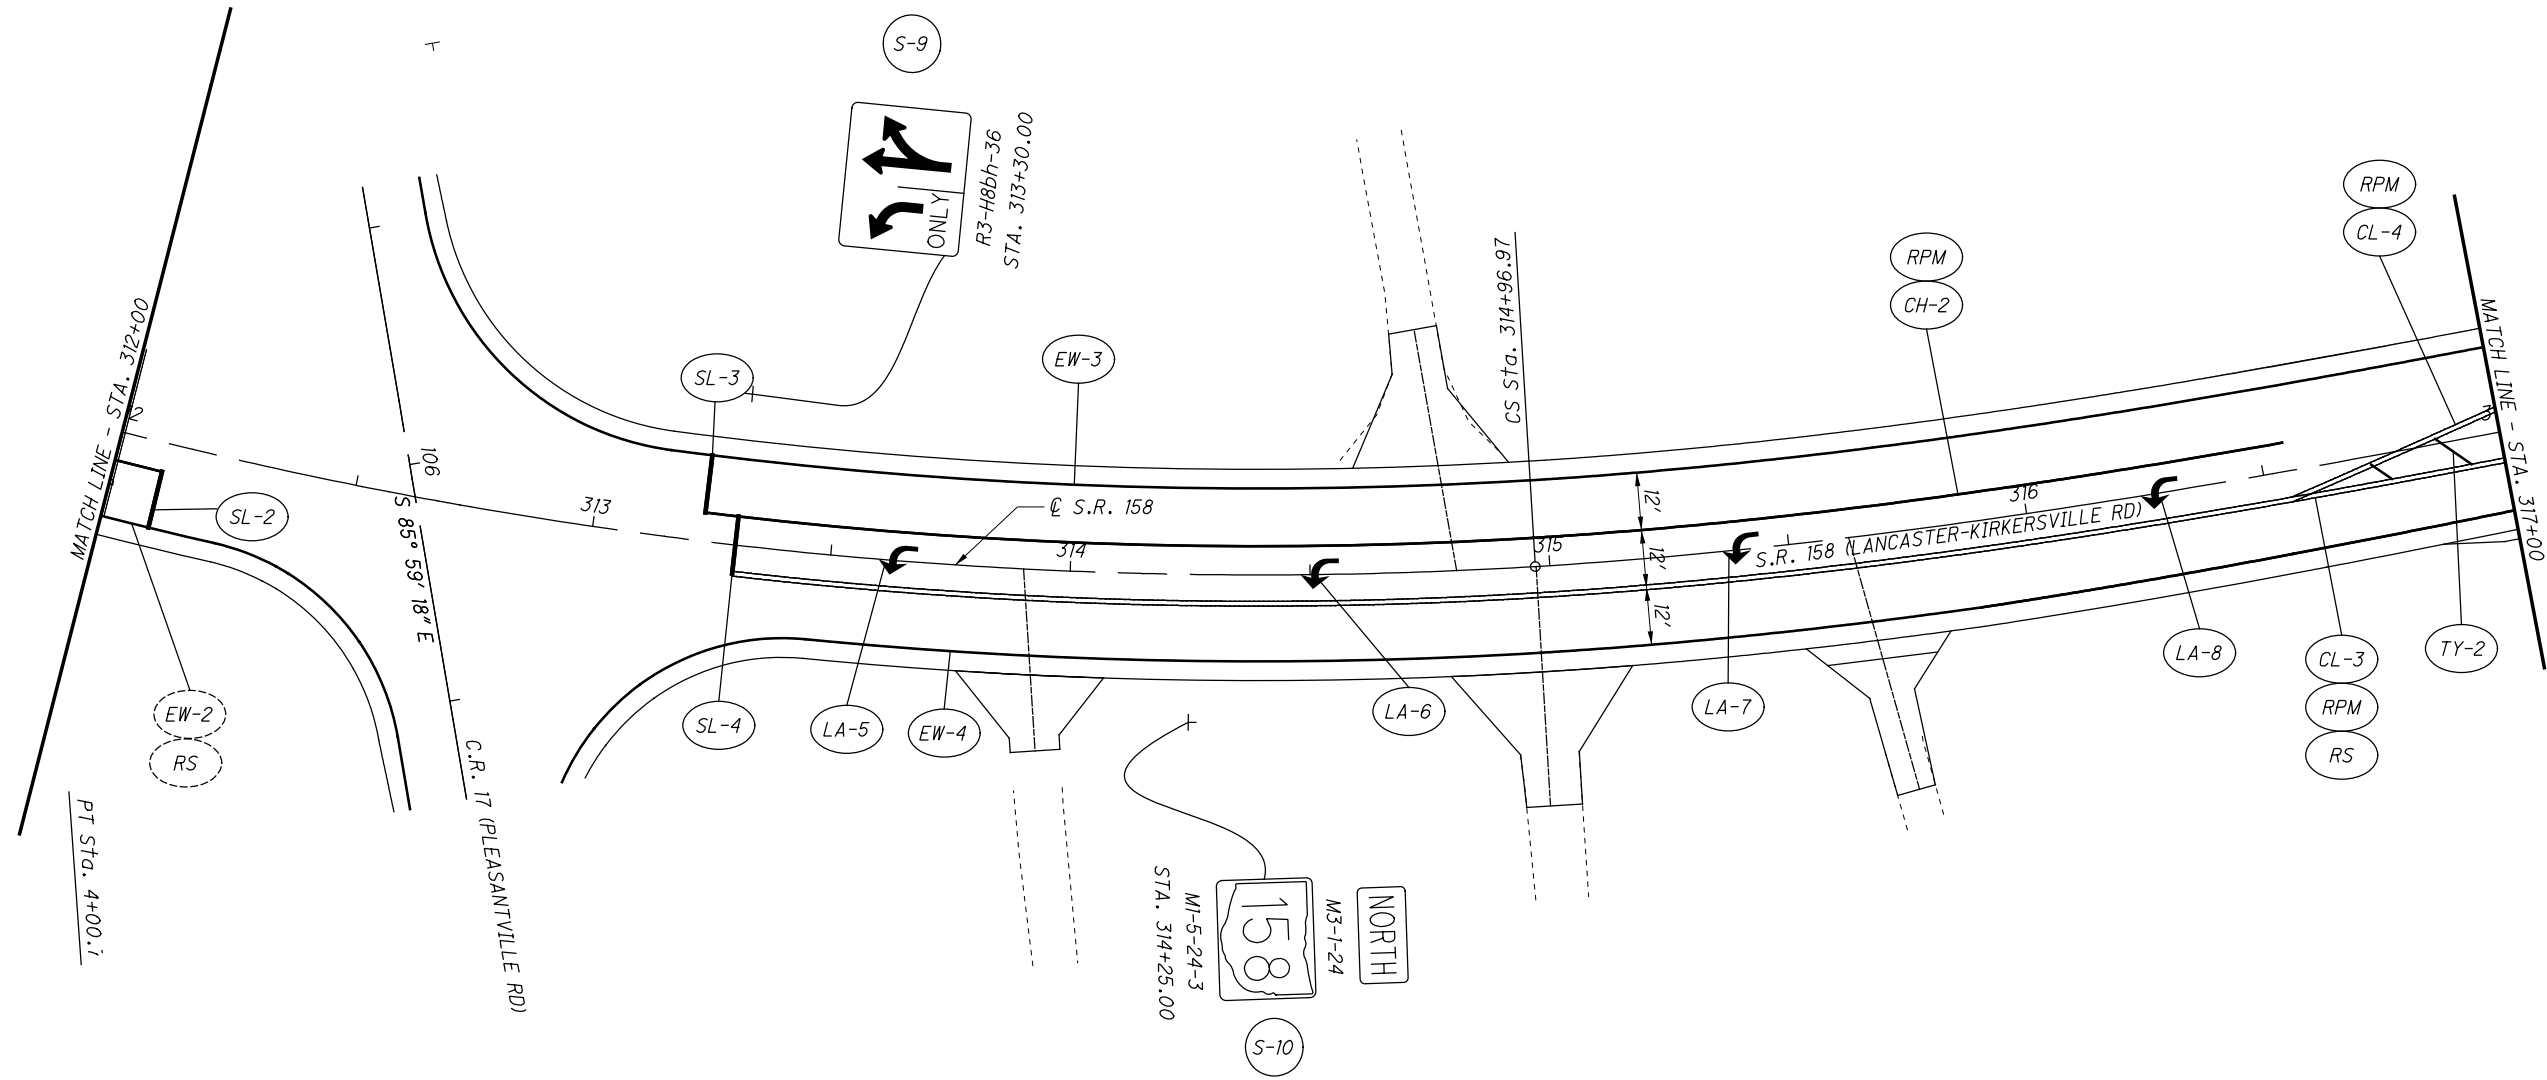 S-9
ONLY
R3-H8bh-36
STA. 313+30.00
MATCH LINE - STA. 312+00
SL-2
EW-2
RS
PT Sta. 4+00.
106
S 85° 59' 18" E
C.R. 17 (PLEASANTVILLE RD)
313
SL-3
EW-3
℄ S.R. 158
314
SL-4
LA-5
EW-4
LA-6
CS Sta. 314+96.97
315
12'
12'
12'
LA-7
S.R. 158 (LANCASTER-KIRKERSVILLE RD)
316
RPM
CH-2
LA-8
RPM
CL-4
CL-3
RPM
RS
TY-2
MATCH LINE - STA. 317+00
NORTH
M3-1-24
158
M1-5-24-3
STA. 314+25.00
S-10